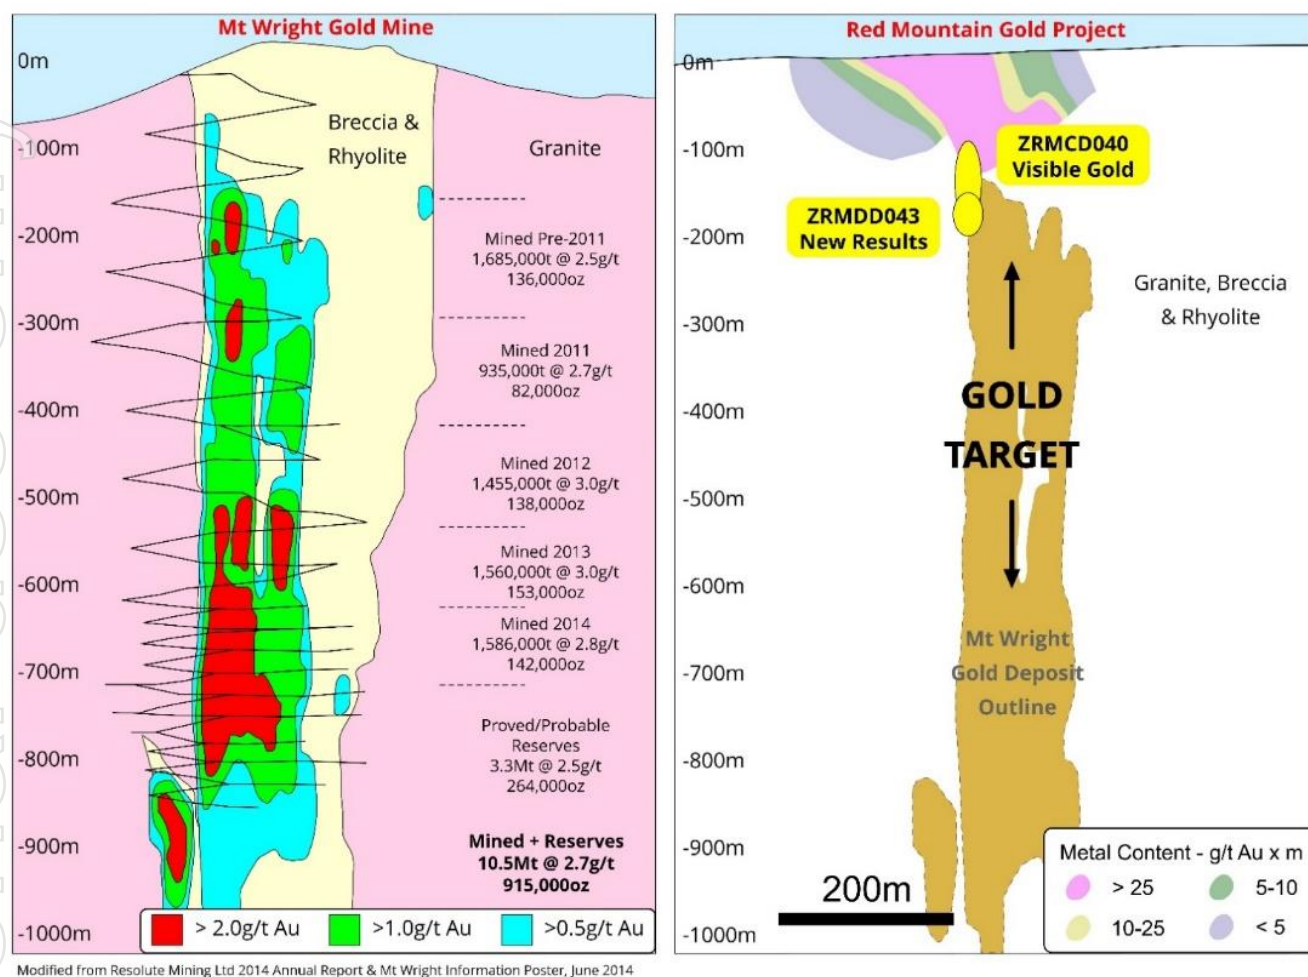 Mt Wright Gold Mine
0m
-100m
-200m
-300m
-400m
-500m
-600m
-700m
-800m
-900m
-1000m
Breccia &
Rhyolite
Granite
Mined Pre-2011
1,685,000t @ 2.5g/t
136,000oz
Mined 2011
935,000t @ 2.7g/t
82,000oz
Mined 2012
1,455,000t @ 3.0g/t
138,000oz
Mined 2013
1,560,000t @ 3.0g/t
153,000oz
Mined 2014
1,586,000t @ 2.8g/t
142,000oz
Proved/Probable
Reserves
3.3Mt @ 2.5g/t
264,000oz
Mined + Reserves
10.5Mt @ 2.7g/t
915,000oz
> 2.0g/t Au
>1.0g/t Au
>0.5g/t Au
Modified from Resolute Mining Ltd 2014 Annual Report & Mt Wright Information Poster, June 2014
Red Mountain Gold Project
0m
-100m
-200m
-300m
-400m
-500m
-600m
-700m
-800m
-900m
-1000m
ZRMCD040
Visible Gold
ZRMDD043
New Results
Granite, Breccia
& Rhyolite
GOLD
TARGET
Mt Wright
Gold Deposit
Outline
200m
Metal Content - g/t Au x m
> 25
5-10
10-25
< 5